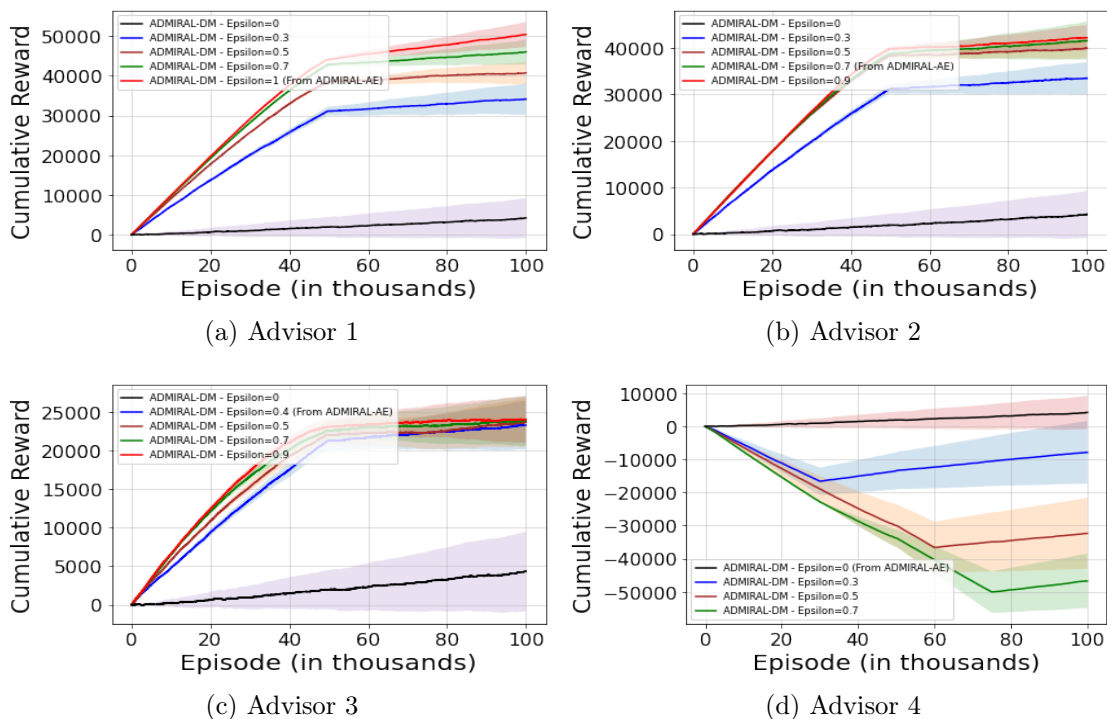 50000
40000
30000
20000
10000
0
Cumulative Reward
ADMIRAL-DM - Epsilon=0
ADMIRAL-DM - Epsilon=0.3
ADMIRAL-DM - Epsilon=0.5
ADMIRAL-DM - Epsilon=0.7
ADMIRAL-DM - Epsilon=1 (From ADMIRAL-AE)
0 20 40 60 80 100
Episode (in thousands)
(a) Advisor 1
40000
30000
20000
10000
0
Cumulative Reward
ADMIRAL-DM - Epsilon=0
ADMIRAL-DM - Epsilon=0.3
ADMIRAL-DM - Epsilon=0.5
ADMIRAL-DM - Epsilon=0.7 (From ADMIRAL-AE)
ADMIRAL-DM - Epsilon=0.9
0 20 40 60 80 100
Episode (in thousands)
(b) Advisor 2
25000
20000
15000
10000
5000
0
Cumulative Reward
ADMIRAL-DM - Epsilon=0
ADMIRAL-DM - Epsilon=0.4 (From ADMIRAL-AE)
ADMIRAL-DM - Epsilon=0.5
ADMIRAL-DM - Epsilon=0.7
ADMIRAL-DM - Epsilon=0.9
0 20 40 60 80 100
Episode (in thousands)
(c) Advisor 3
10000
0
−10000
−20000
−30000
−40000
−50000
Cumulative Reward
ADMIRAL-DM - Epsilon=0 (From ADMIRAL-AE)
ADMIRAL-DM - Epsilon=0.3
ADMIRAL-DM - Epsilon=0.5
ADMIRAL-DM - Epsilon=0.7
0 20 40 60 80 100
Episode (in thousands)
(d) Advisor 4